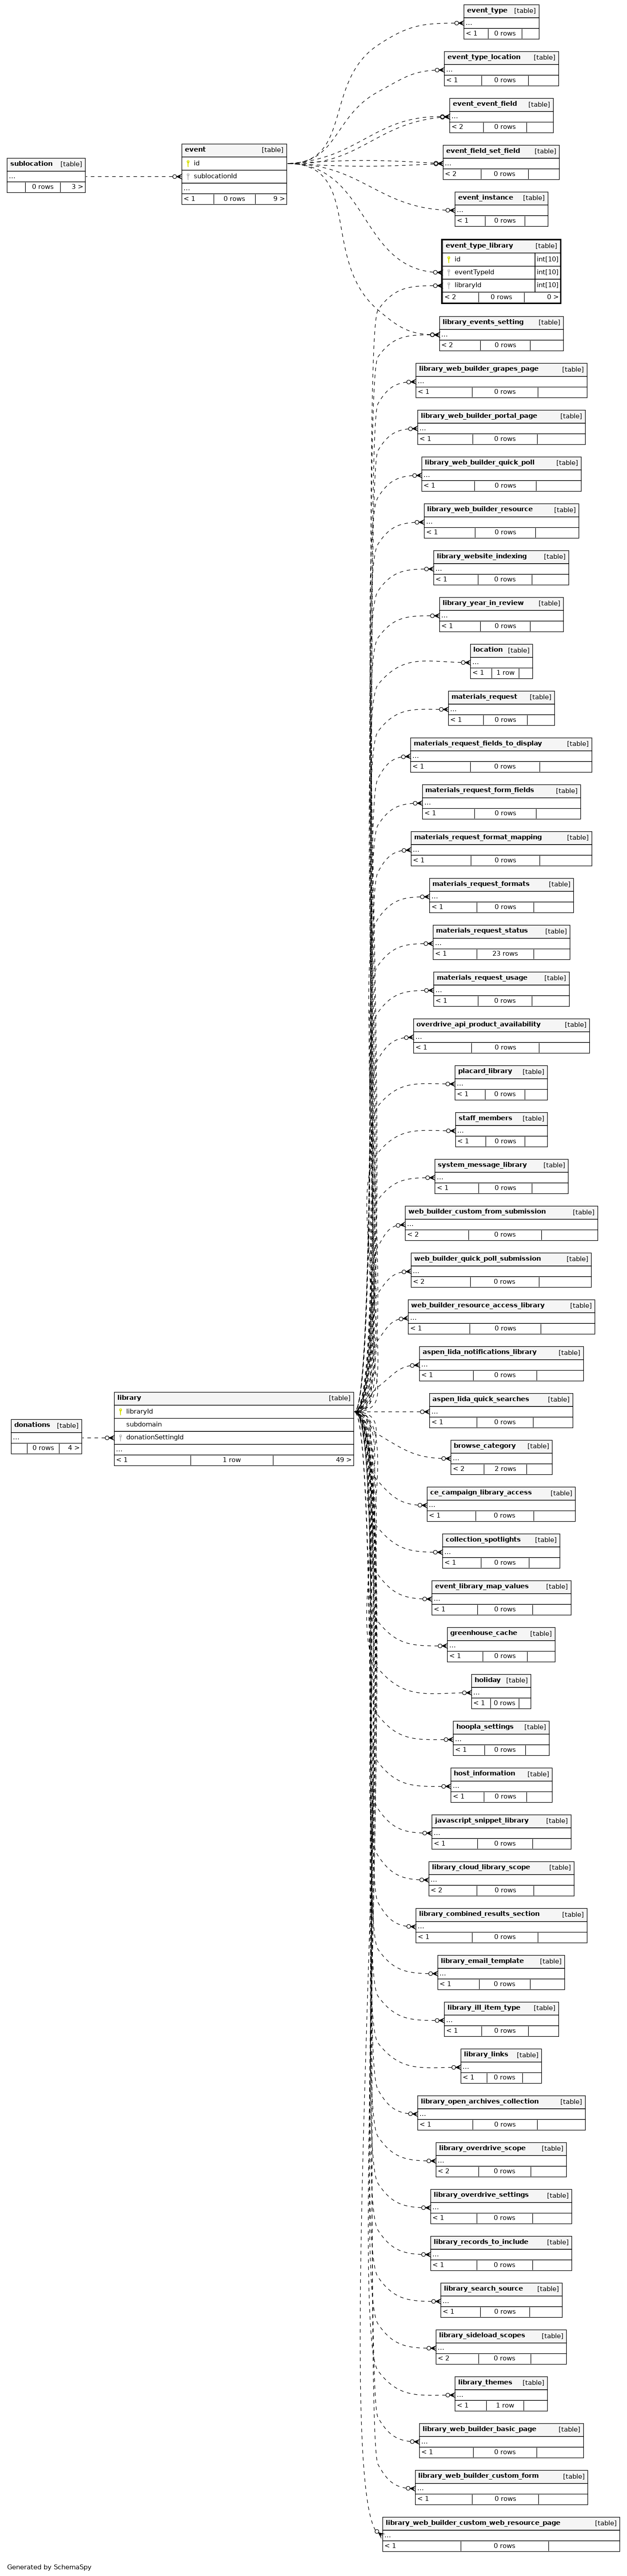 event_type [table]
...
< 1 0 rows
event_type_location [table]
...
< 1 0 rows
event_event_field [table]
...
< 2 0 rows
event_field_set_field [table]
...
< 2 0 rows
event_instance [table]
...
< 1 0 rows
event_type_library [table]
id int[10]
eventTypeId int[10]
libraryId int[10]
< 2 0 rows 0 >
library_events_setting [table]
...
< 2 0 rows
library_web_builder_grapes_page [table]
...
< 1 0 rows
library_web_builder_portal_page [table]
...
< 1 0 rows
library_web_builder_quick_poll [table]
...
< 1 0 rows
library_web_builder_resource [table]
...
< 1 0 rows
library_website_indexing [table]
...
< 1 0 rows
library_year_in_review [table]
...
< 1 0 rows
location [table]
...
< 1 1 row
materials_request [table]
...
< 1 0 rows
materials_request_fields_to_display [table]
...
< 1 0 rows
materials_request_form_fields [table]
...
< 1 0 rows
materials_request_format_mapping [table]
...
< 1 0 rows
materials_request_formats [table]
...
< 1 0 rows
materials_request_status [table]
...
< 1 23 rows
materials_request_usage [table]
...
< 1 0 rows
overdrive_api_product_availability [table]
...
< 1 0 rows
placard_library [table]
...
< 1 0 rows
staff_members [table]
...
< 1 0 rows
system_message_library [table]
...
< 1 0 rows
web_builder_custom_from_submission [table]
...
< 2 0 rows
web_builder_quick_poll_submission [table]
...
< 2 0 rows
web_builder_resource_access_library [table]
...
< 1 0 rows
aspen_lida_notifications_library [table]
...
< 1 0 rows
aspen_lida_quick_searches [table]
...
< 1 0 rows
browse_category [table]
...
< 2 2 rows
ce_campaign_library_access [table]
...
< 1 0 rows
collection_spotlights [table]
...
< 1 0 rows
event_library_map_values [table]
...
< 1 0 rows
greenhouse_cache [table]
...
< 1 0 rows
holiday [table]
...
< 1 0 rows
hoopla_settings [table]
...
< 1 0 rows
host_information [table]
...
< 1 0 rows
javascript_snippet_library [table]
...
< 1 0 rows
library_cloud_library_scope [table]
...
< 2 0 rows
library_combined_results_section [table]
...
< 1 0 rows
library_email_template [table]
...
< 1 0 rows
library_ill_item_type [table]
...
< 1 0 rows
library_links [table]
...
< 1 0 rows
library_open_archives_collection [table]
...
< 1 0 rows
library_overdrive_scope [table]
...
< 2 0 rows
library_overdrive_settings [table]
...
< 1 0 rows
library_records_to_include [table]
...
< 1 0 rows
library_search_source [table]
...
< 1 0 rows
library_sideload_scopes [table]
...
< 2 0 rows
library_themes [table]
...
< 1 1 row
library_web_builder_basic_page [table]
...
< 1 0 rows
library_web_builder_custom_form [table]
...
< 1 0 rows
library_web_builder_custom_web_resource_page [table]
...
< 1 0 rows
event [table]
id
sublocationId
...
< 1 0 rows 9 >
sublocation [table]
...
0 rows 3 >
library [table]
libraryId
subdomain
donationSettingId
...
< 1 1 row 49 >
donations [table]
...
0 rows 4 >
Generated by SchemaSpy